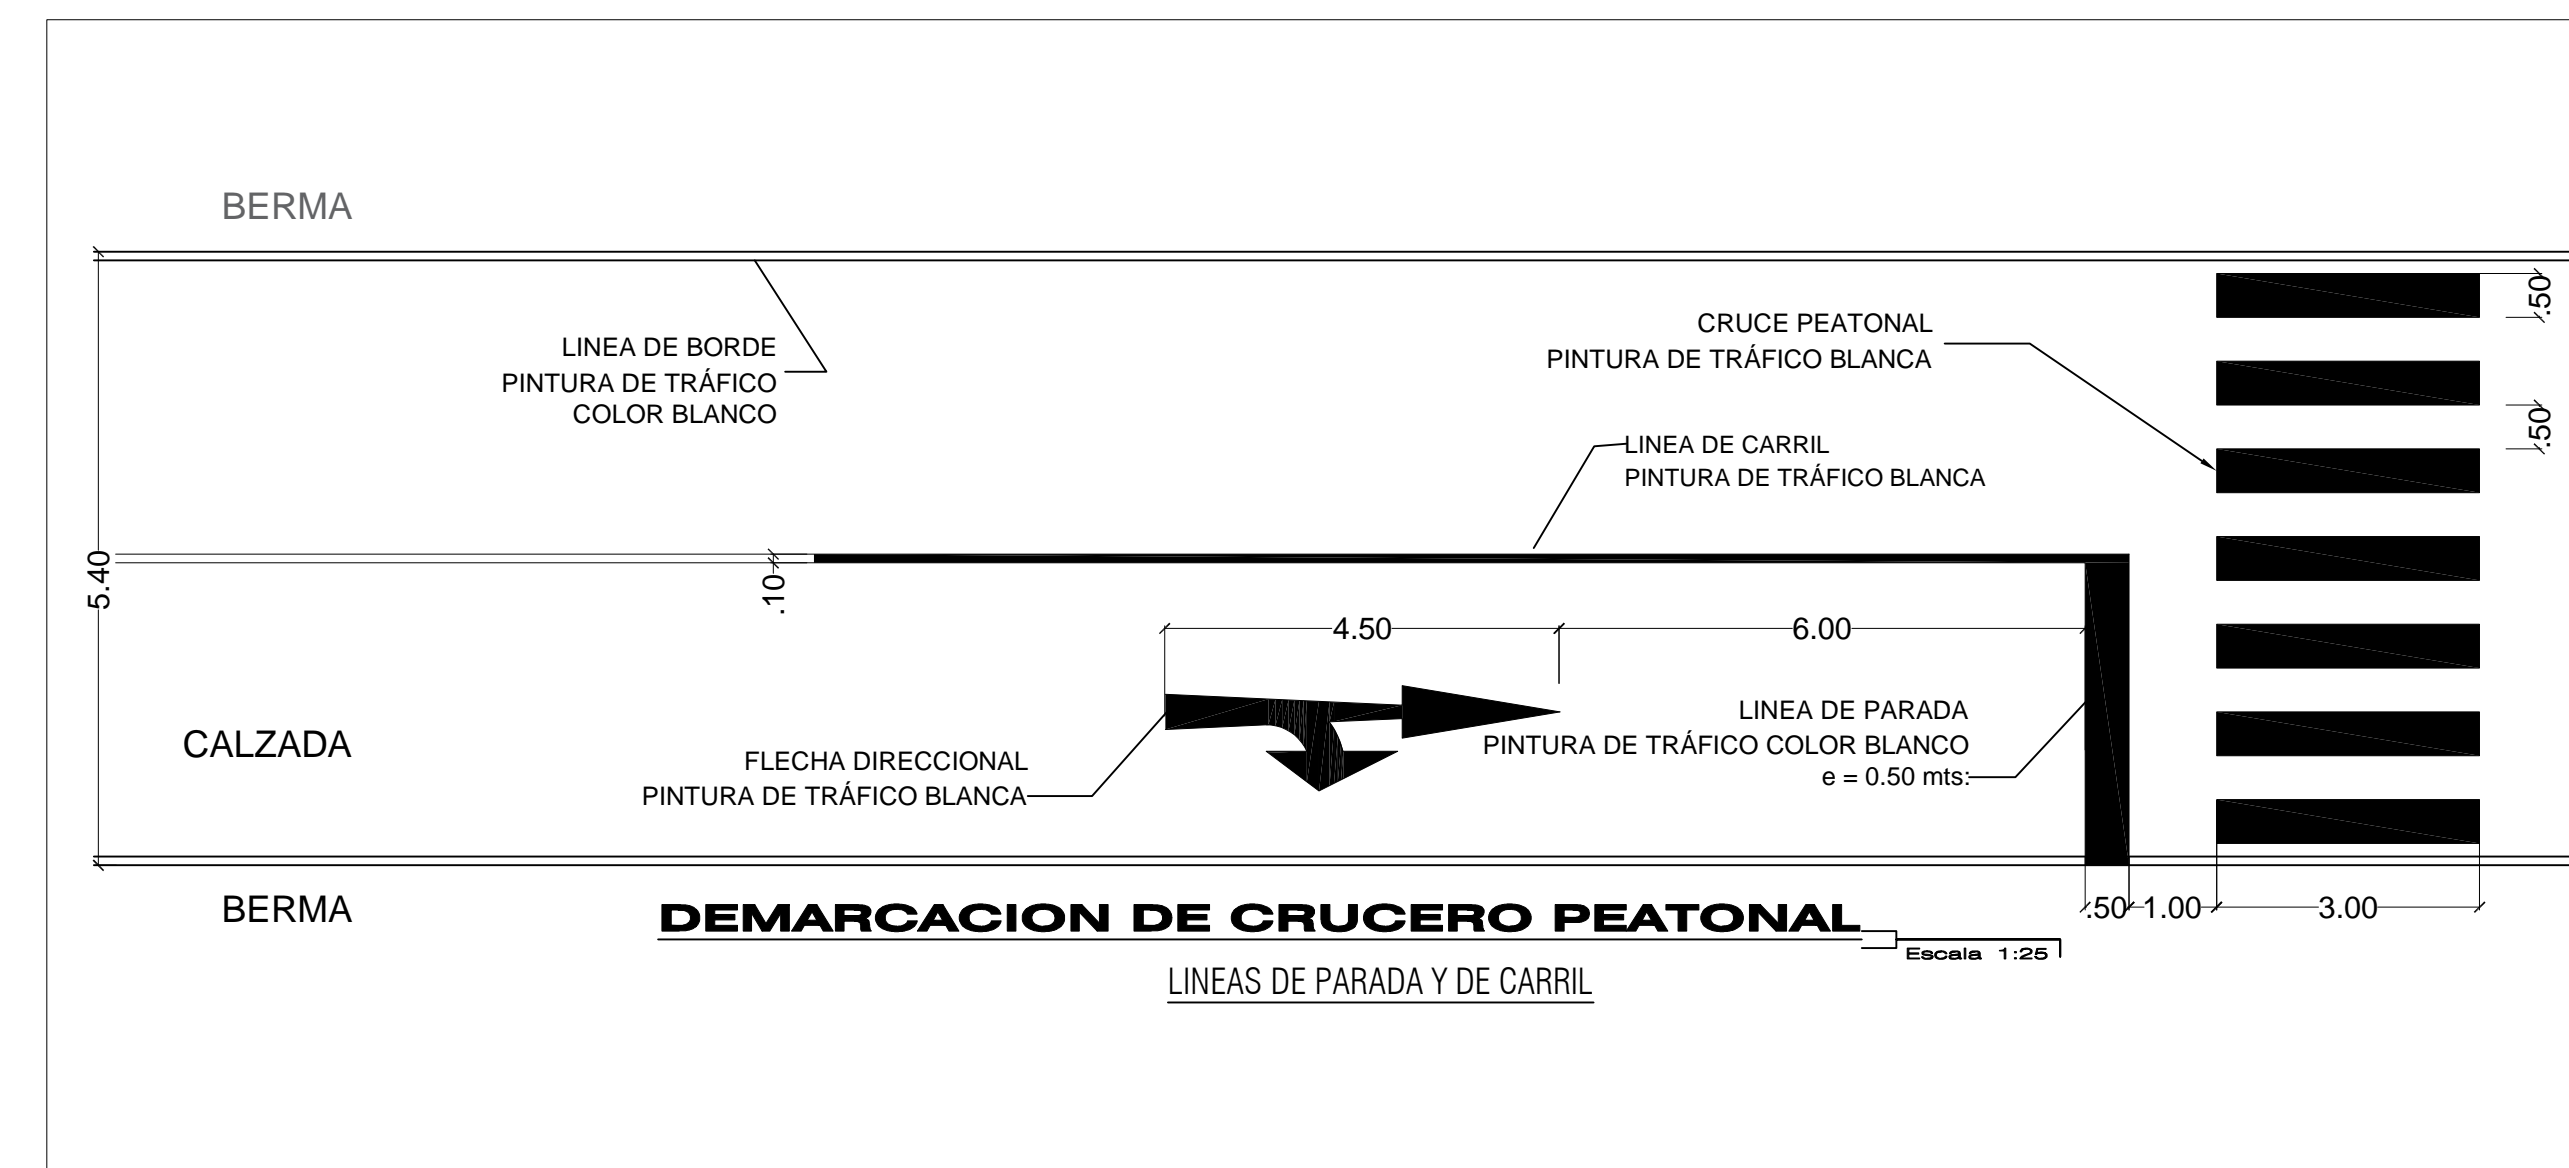 BERMA
LINEA DE BORDE
PINTURA DE TRÁFICO
COLOR BLANCO
CRUCE PEATONAL
PINTURA DE TRÁFICO BLANCA
.50
.50
LINEA DE CARRIL
PINTURA DE TRÁFICO BLANCA
5.40
.10
4.50
6.00
CALZADA
FLECHA DIRECCIONAL
PINTURA DE TRÁFICO BLANCA
LINEA DE PARADA
PINTURA DE TRÁFICO COLOR BLANCO
e = 0.50 mts:
BERMA
.50
1.00
3.00
DEMARCACION DE CRUCERO PEATONAL
Escala 1:25
LINEAS DE PARADA Y DE CARRIL